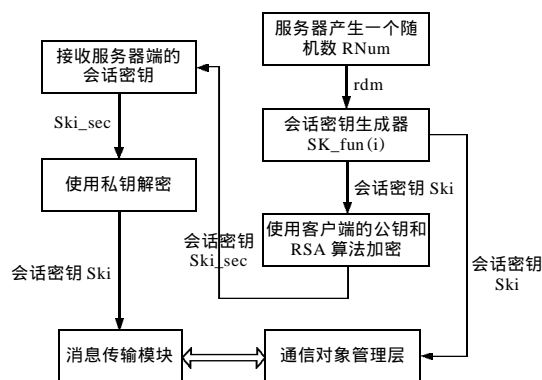 服务器产生一个随
机数 RNum
接收服务器端的
会话密钥
rdm
Ski_sec
会话密钥生成器
SK_fun(i)
使用私钥解密
会话密钥 Ski
使用客户端的公钥和
RSA 算法加密
会话密钥
Ski_sec
会话密钥 Ski
会话密钥
Ski
消息传输模块
通信对象管理层